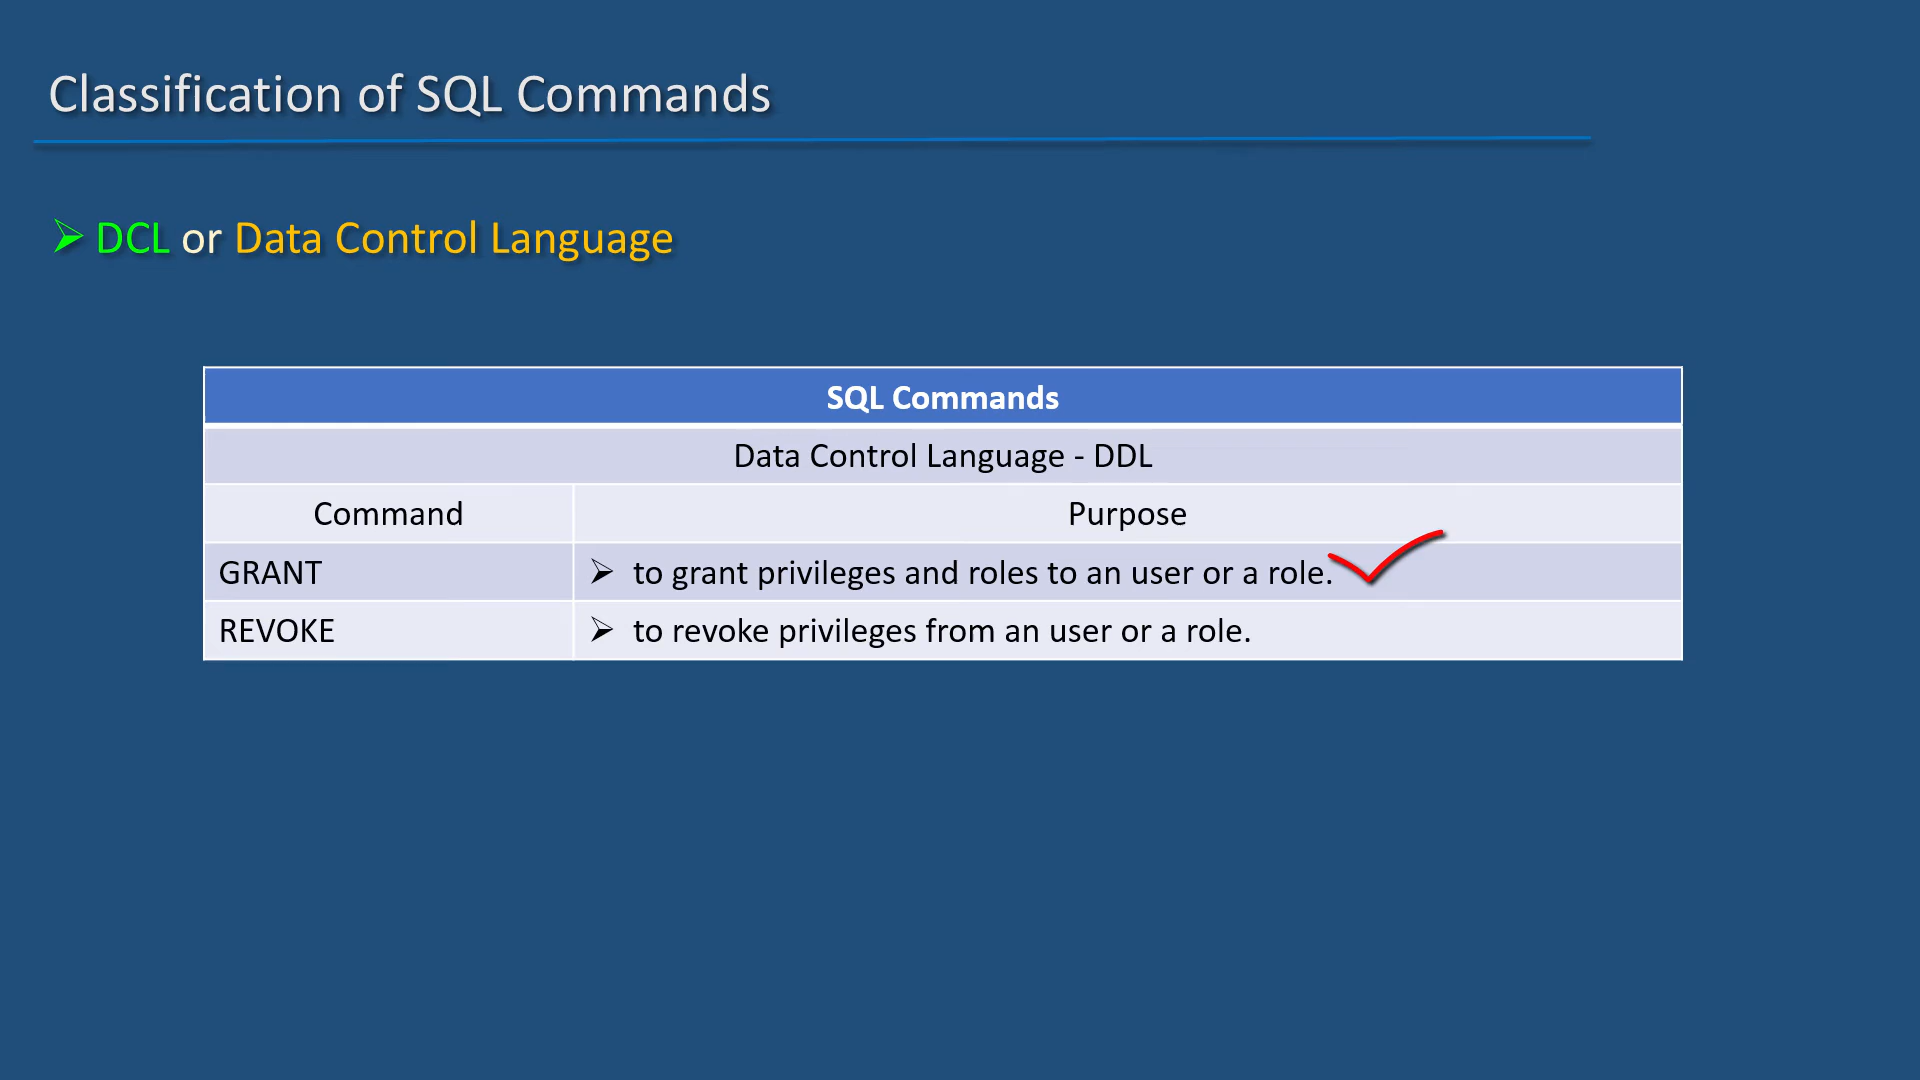 Classification of SQL Commands
DCL or Data Control Language
SQL Commands
Data Control Language - DDL
Command Purpose
GRANT to grant privileges and roles to an user or a role.
REVOKE to revoke privileges from an user or a role.